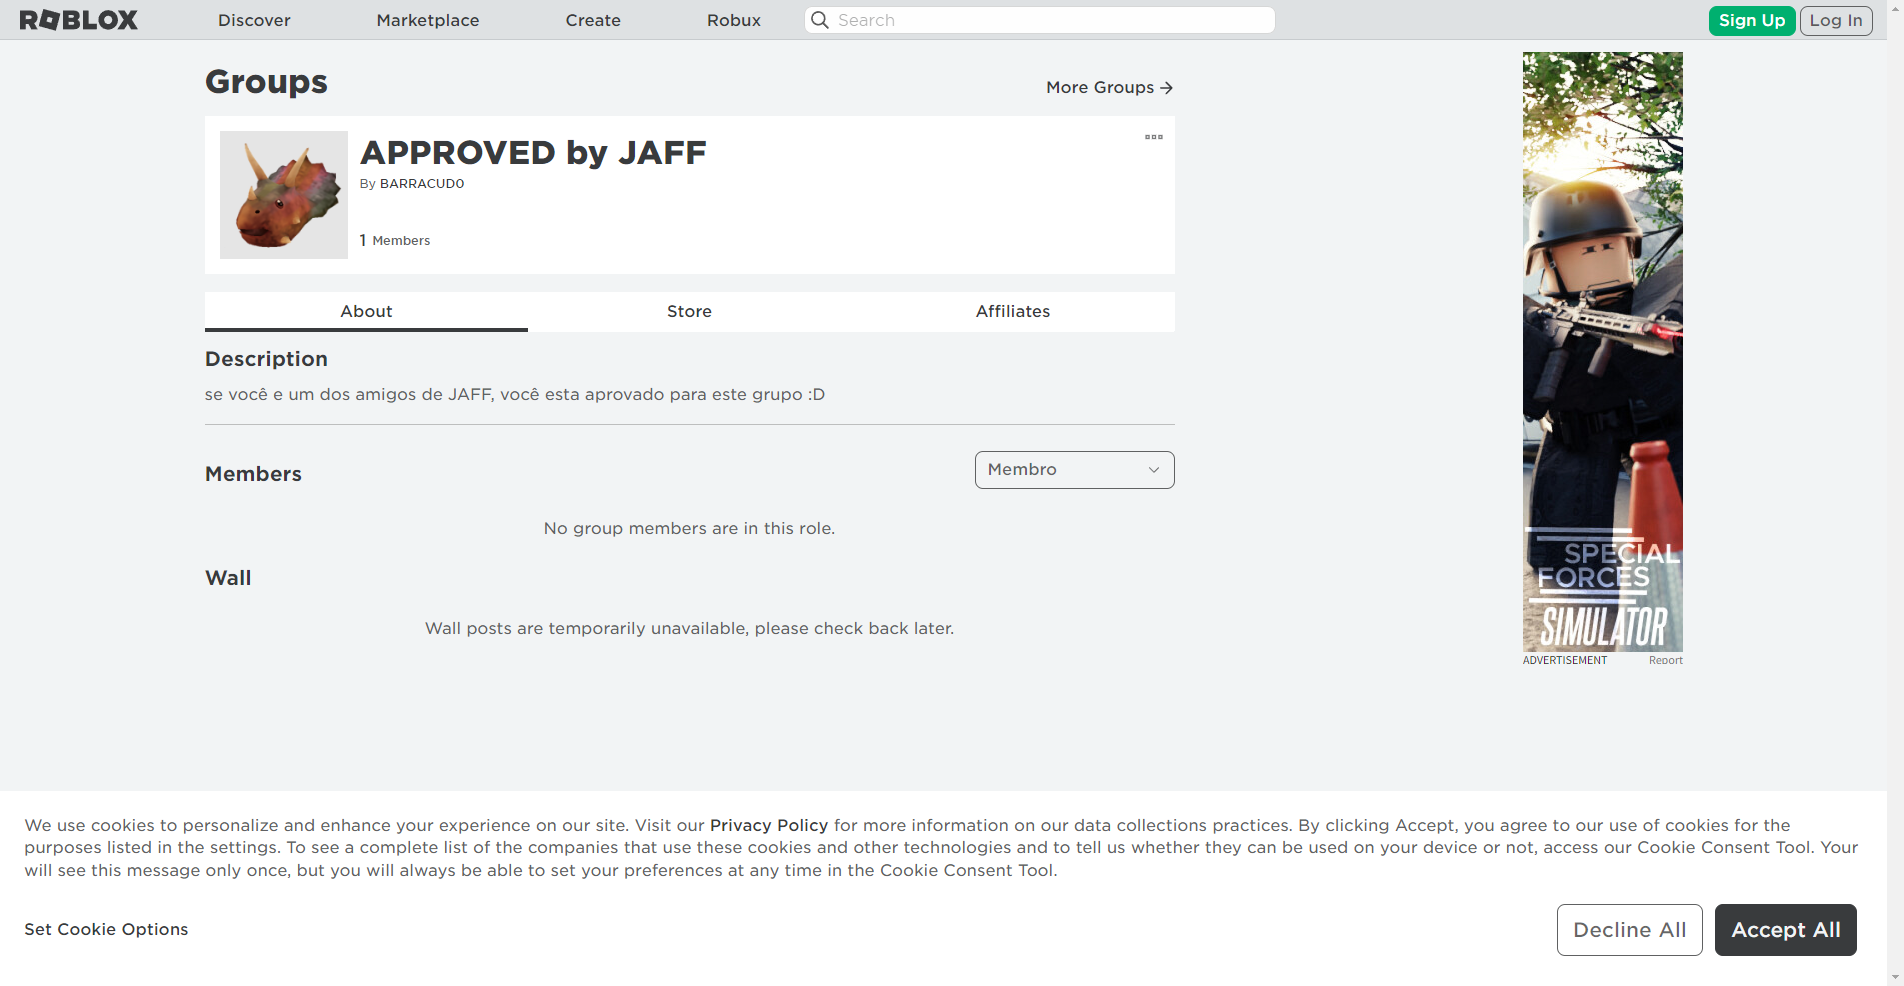 ROBLOX
Discover
Marketplace
Create
Robux
Search
Sign Up
Log In
Groups
More Groups
APPROVED by JAFF
By BARRACUD0
1 Members
About
Store
Affiliates
Description
se você e um dos amigos de JAFF, você esta aprovado para este grupo :D
Members
Membro
No group members are in this role.
Wall
Wall posts are temporarily unavailable, please check back later.
SPECIAL
FORCES
SIMULATOR
ADVERTISEMENT
Report
We use cookies to personalize and enhance your experience on our site. Visit our Privacy Policy for more information on our data collections practices. By clicking Accept, you agree to our use of cookies for the
purposes listed in the settings. To see a complete list of the companies that use these cookies and other technologies and to tell us whether they can be used on your device or not, access our Cookie Consent Tool. Your
will see this message only once, but you will always be able to set your preferences at any time in the Cookie Consent Tool.
Set Cookie Options
Decline All
Accept All